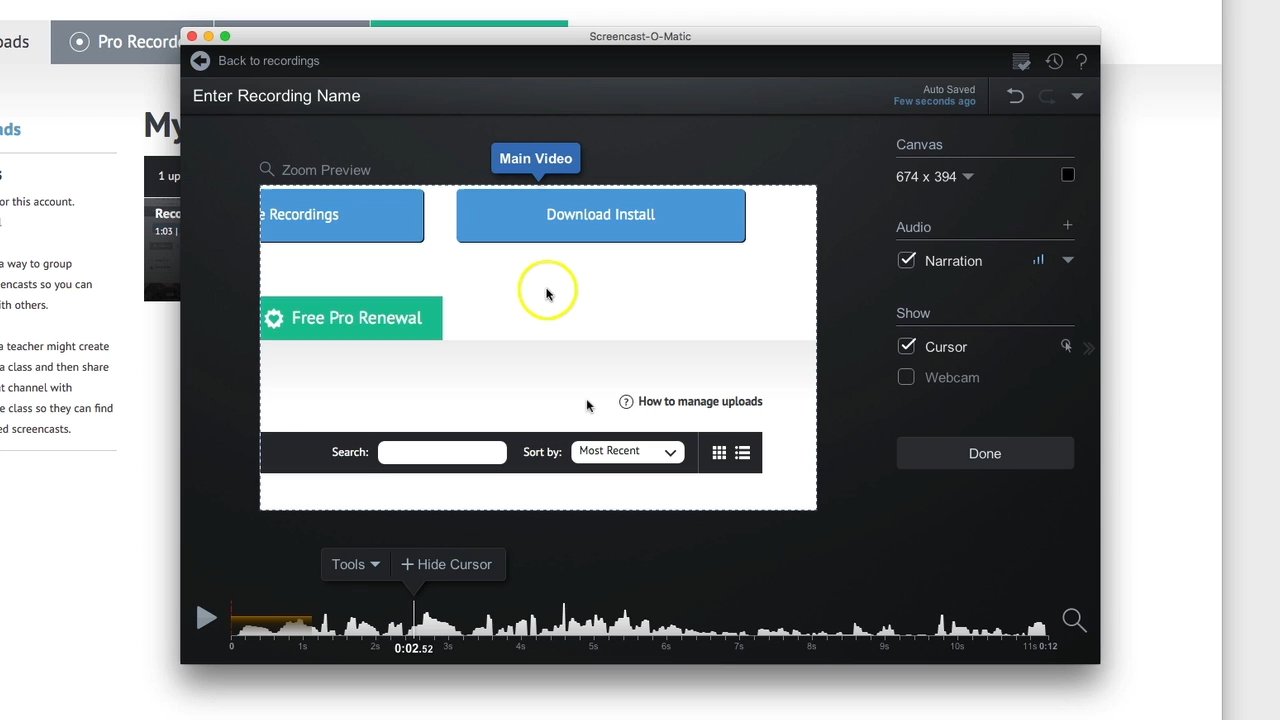 Screencast-O-Matic
oads
Pro Recorde
Back to recordings
Enter Recording Name
Auto Saved
Few seconds ago
ads
My
s
or this account.
a way to group
encasts so you can
ith others.
a teacher might create
a class and then share
t channel with
e class so they can find
ed screencasts.
1 up
Reco
1:03 |
Zoom Preview
Main Video
e Recordings
Download Install
Free Pro Renewal
? How to manage uploads
Search:
Sort by:
Most Recent
Canvas
674 x 394
Audio +
Narration
Show
Cursor
Webcam
Done
Tools
+ Hide Cursor
0 1s 2s 0:02.52 3s 4s 5s 6s 7s 8s 9s 10s 11s 0:12